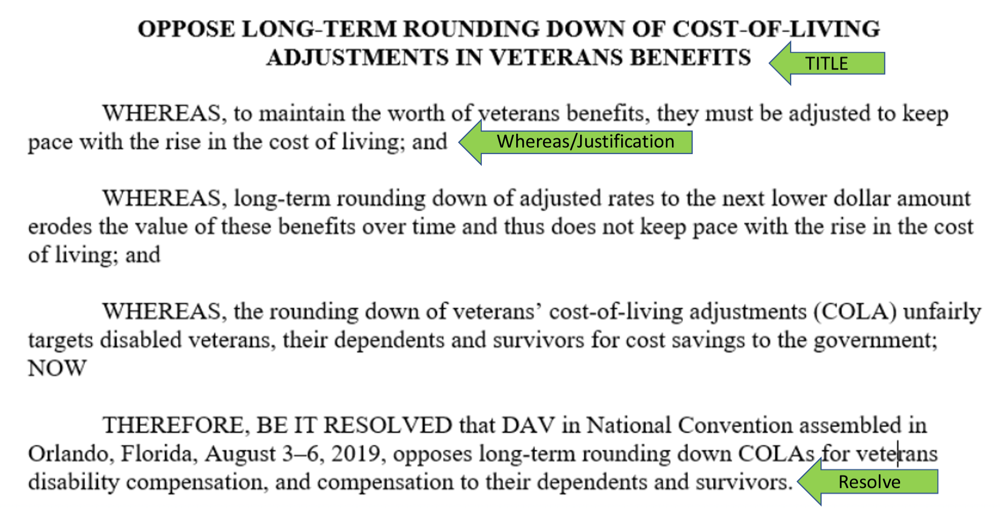 OPPOSE LONG-TERM ROUNDING DOWN OF COST-OF-LIVING
ADJUSTMENTS IN VETERANS BENEFITS
TITLE
WHEREAS, to maintain the worth of veterans benefits, they must be adjusted to keep
pace with the rise in the cost of living; and
Whereas/Justification
WHEREAS, long-term rounding down of adjusted rates to the next lower dollar amount
erodes the value of these benefits over time and thus does not keep pace with the rise in the cost
of living; and
WHEREAS, the rounding down of veterans’ cost-of-living adjustments (COLA) unfairly
targets disabled veterans, their dependents and survivors for cost savings to the government;
NOW
THEREFORE, BE IT RESOLVED that DAV in National Convention assembled in
Orlando, Florida, August 3–6, 2019, opposes long-term rounding down COLAs for veterans
disability compensation, and compensation to their dependents and survivors.
Resolve